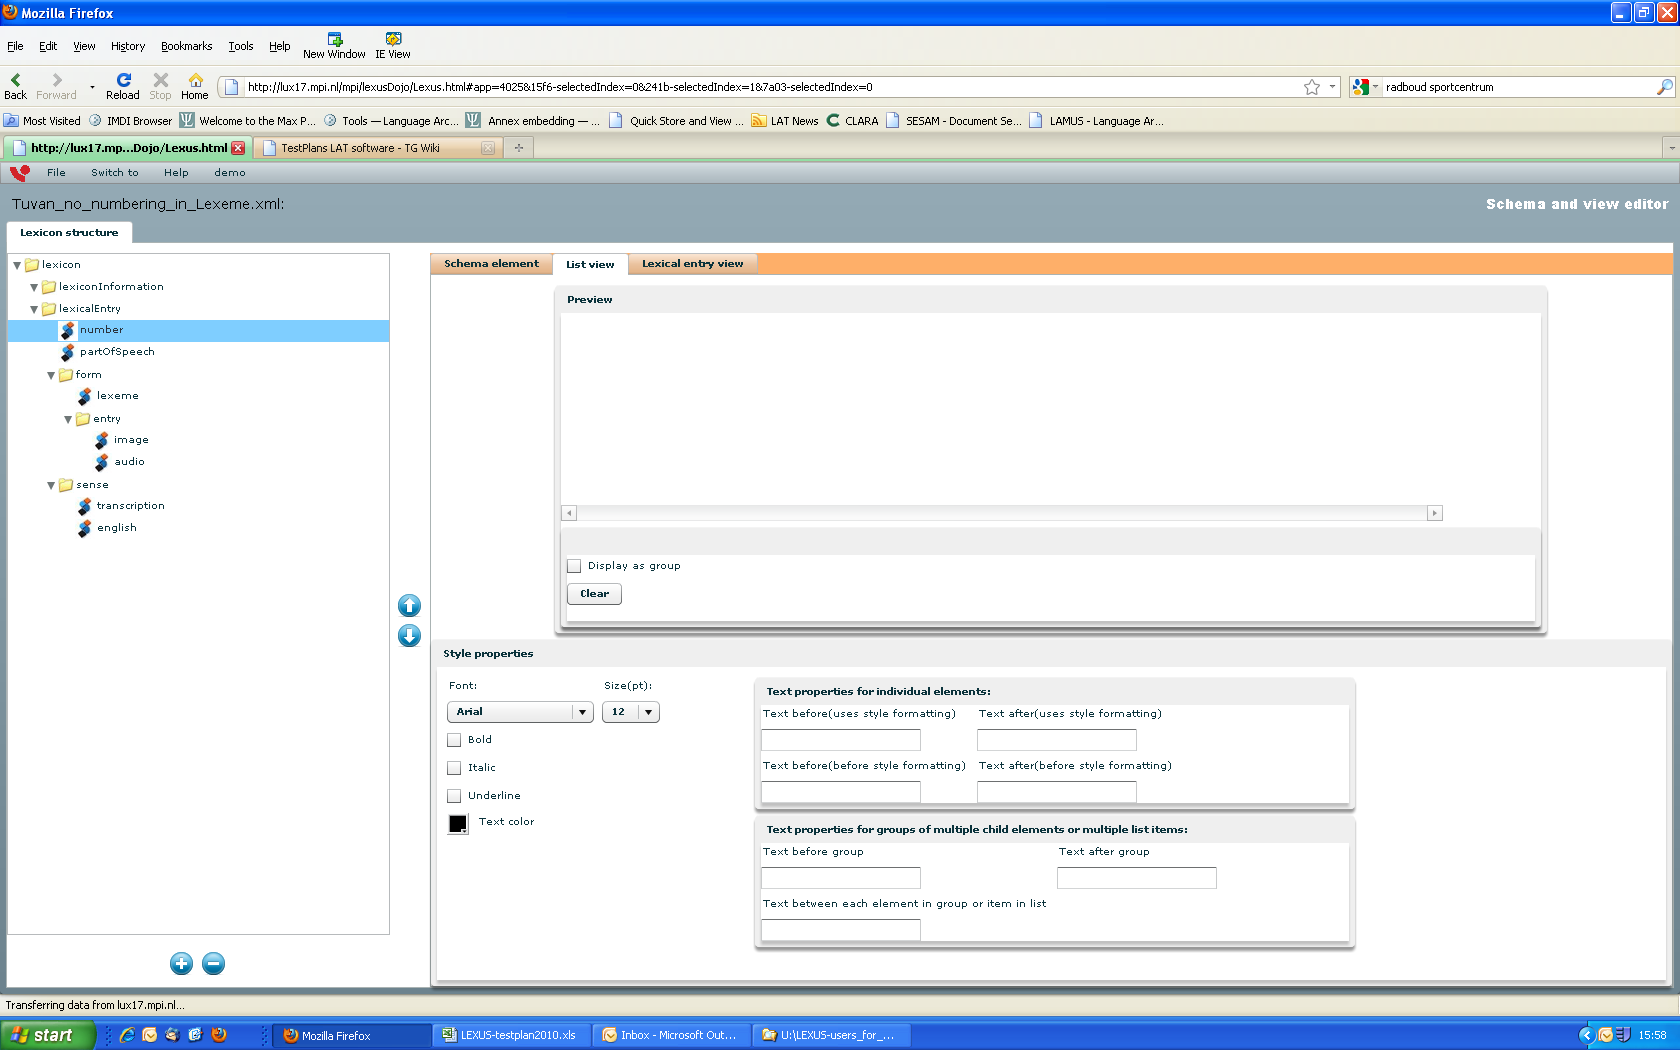 Mozilla Firefox
File Edit View History Bookmarks Tools Help New Window IE View
Back Forward Reload Stop Home http://lux17.mpi.nl/mpi/lexusDojo/Lexus.html#app=4025&15f6-selectedIndex=0&241b-selectedIndex=1&7a03-selectedIndex=0 radboud sportcentrum
Most Visited IMDI Browser Welcome to the Max P... Tools — Language Arc... Annex embedding — ... Quick Store and View ... LAT News CLARA SESAM - Document Se... LAMUS - Language Ar...
http://lux17.mp...Dojo/Lexus.html TestPlans LAT software - TG Wiki
File Switch to Help demo
Tuvan_no_numbering_in_Lexeme.xml: Schema and view editor
Lexicon structure
lexicon
lexiconInformation
lexicalEntry
number
partOfSpeech
form
lexeme
entry
image
audio
sense
transcription
english
Schema element List view Lexical entry view
Preview
Display as group
Clear
Style properties
Font: Size(pt):
Arial 12
Bold
Italic
Underline
Text color
Text properties for individual elements:
Text before(uses style formatting) Text after(uses style formatting)
Text before(before style formatting) Text after(before style formatting)
Text properties for groups of multiple child elements or multiple list items:
Text before group Text after group
Text between each element in group or item in list
Transferring data from lux17.mpi.nl...
start Mozilla Firefox LEXUS-testplan2010.xls Inbox - Microsoft Out... U:\LEXUS-users_for_... 15:58